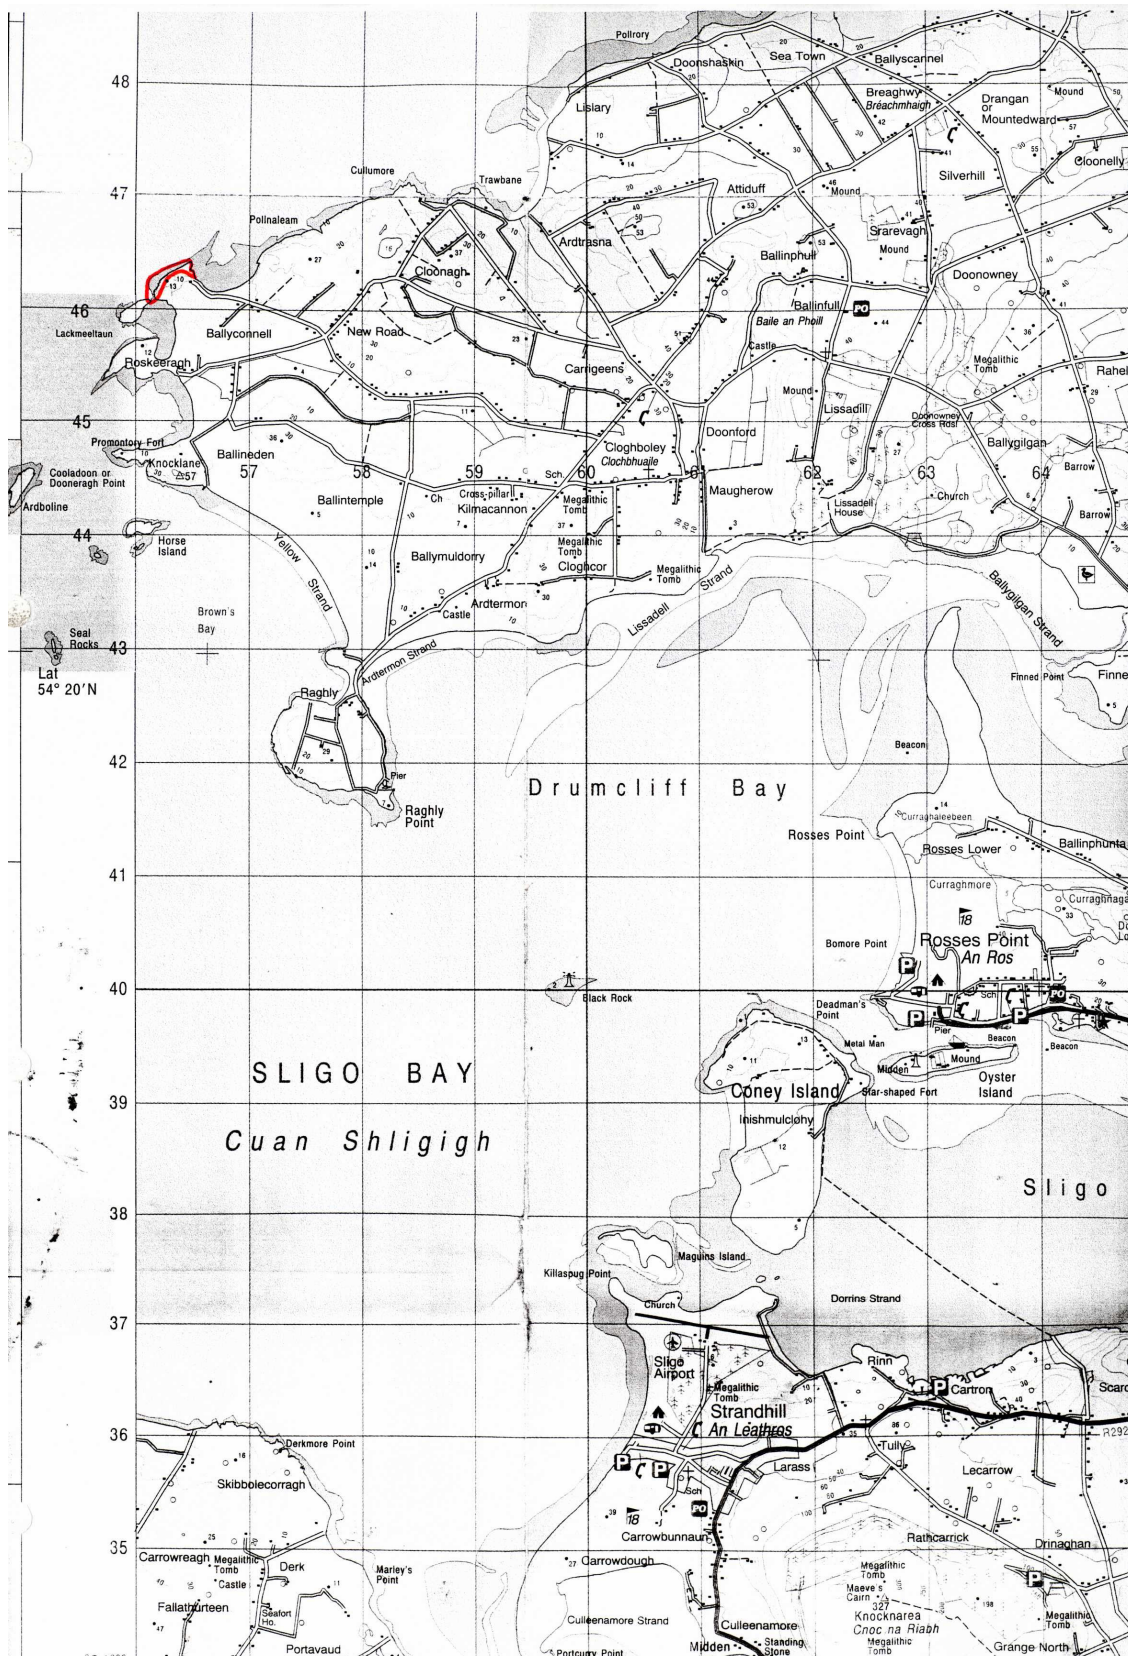 Pollrory
48
Doonshaskin
Sea Town
Ballyscannel
Breaghwy
Bréachmhaigh
Mound
Drangan
or
Mountedward
Lislary
Cloonelly
Silverhill
47
Cullumore
Trawbane
Attiduff
Mound
Pollnaleam
Ardtrasna
Srarevagh
Mound
Cloonagh
Ballinphull
Doonowney
46
Ballinfull
PO
Baile an Phoill
Lackmeeltaun
Ballyconnell
New Road
Roskeeragh
Castle
Megalithic
Tomb
Carrigeens
Mound
Lissadill
45
Doonford
Promontory Fort
Cloghboley
Clochbhuaile
Ballygilgan
Ballineden
Knocklane
57
57
58
59
60
61
62
63
64
Barrow
Cooladoon or
Dooneragh Point
Sch.
Maugherow
Ballintempleple
Ch
Cross-pillar
Kilmacannon
Megalithic
Tomb
Church
Lissadell
House
Barrow
Ardboline
44
Horse
Island
Ballymuldorry
Megalithic
Tomb
Cloghcor
Megalithic
Tomb
Yellow
Strand
Ardtermon
Castle
Lissadell Strand
Ballygilgan Strand
Brown's
Bay
43
Seal
Rocks
Lat
54° 20'N
Ardtermon Strand
Finned Point
Raghly
42
Beacon
Pier
Drumcliff Bay
Raghly
Point
Rosses Point
Rosses Lower
Ballinphunta
41
Curraghmore
18
Bomore Point
Rosses Point
An Ros
P
40
Black Rock
Sch
PO
Deadman's
Point
P
P
Pier
Beacon
Beacon
Metal Man
SLIGO BAY
Midden
Mound
Coney Island
Star-shaped Fort
Oyster
Island
39
Inishmulclohy
Cuan Shligigh
Sligo
38
Maguins Island
Killaspug Point
Church
Dorrins Strand
37
Sligo
Airport
Rinn
P
Cartron
Megalithic
Tomb
Strandhill
An Leathros
36
Derkmore Point
R292
Tully
Larass
Lecarrow
Skibbolecorragh
P
P
Sch
PO
18
Carrowbunnaun
Rathcarrick
Drinaghan
35
Carrowreagh
Megalithic
Tomb
Derk
Marley's
Point
Carrowdough
Castle
Megalithic
Tomb
P
Maeve's
Cairn
327
Fallathurteen
Seafort
Ho.
Culleenamore Strand
Culleenamore
Knocknarea
Cnoc na Riabh
Megalithic
Tomb
Portavaud
Portcurry Point
Midden
Standing
Stone
Megalithic
Tomb
Grange North